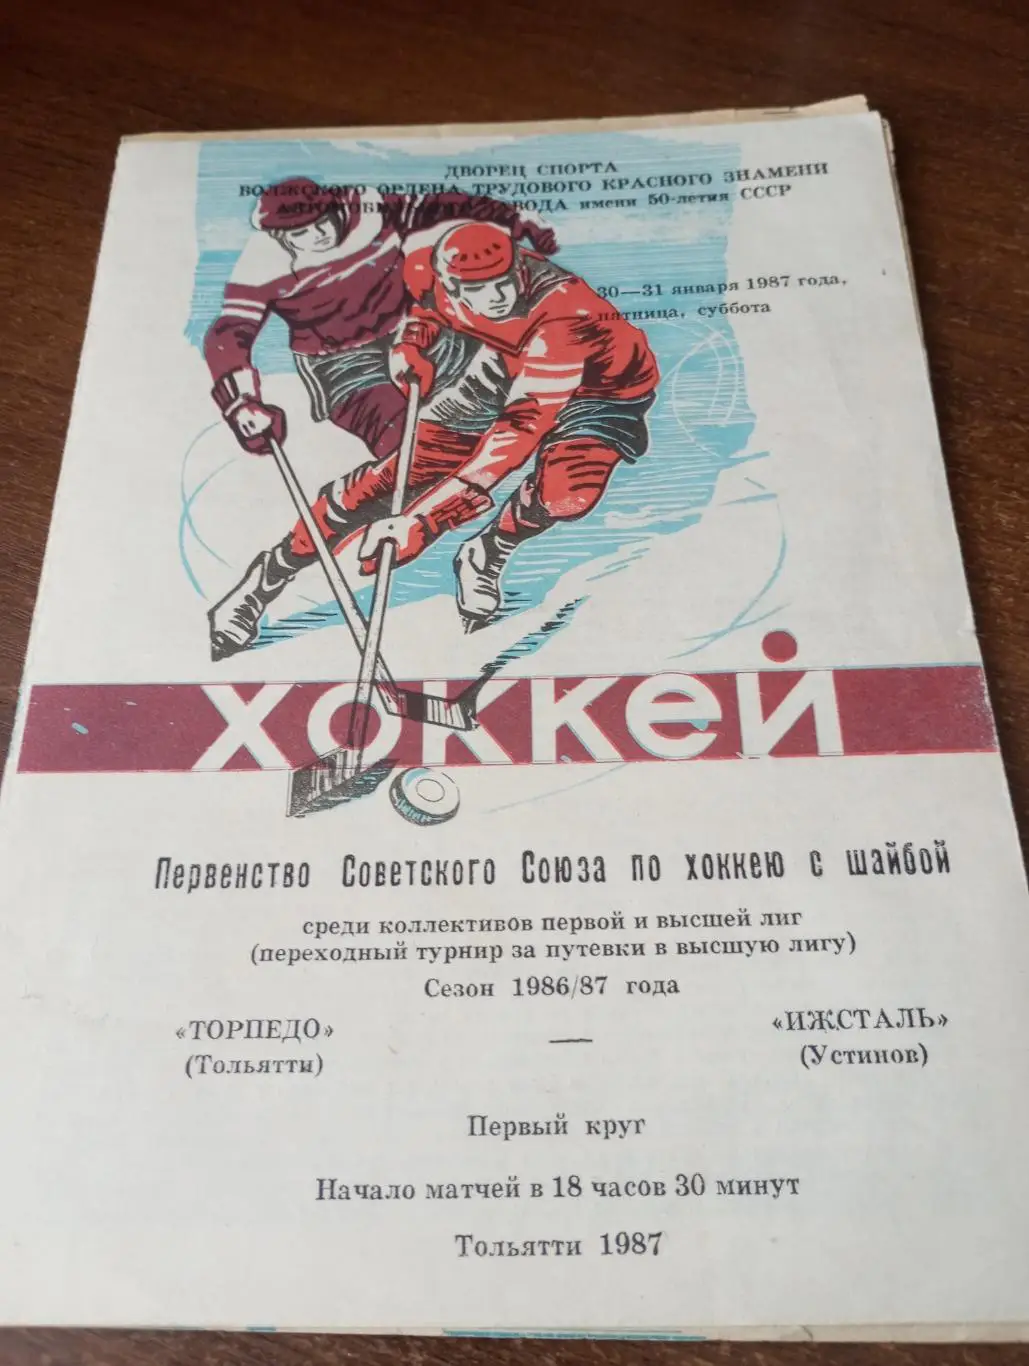 ДВОРЕЦ СПОРТА
ВОЛЖСКОГО ОРДЕНА ТРУДОВОГО КРАСНОГО ЗНАМЕНИ
АВТОМОБИЛЬНОГО ЗАВОДА имени 50-летия СССР
30—31 января 1987 года,
пятница, суббота
хоккей
Первенство Советского Союза по хоккею с шайбой
среди коллективов первой и высшей лиг
(переходный турнир за путевки в высшую лигу)
Сезон 1986/87 года
«ТОРПЕДО» — «ИЖСТАЛЬ»
(Тольятти) (Устинов)
Первый круг
Начало матчей в 18 часов 30 минут
Тольятти 1987